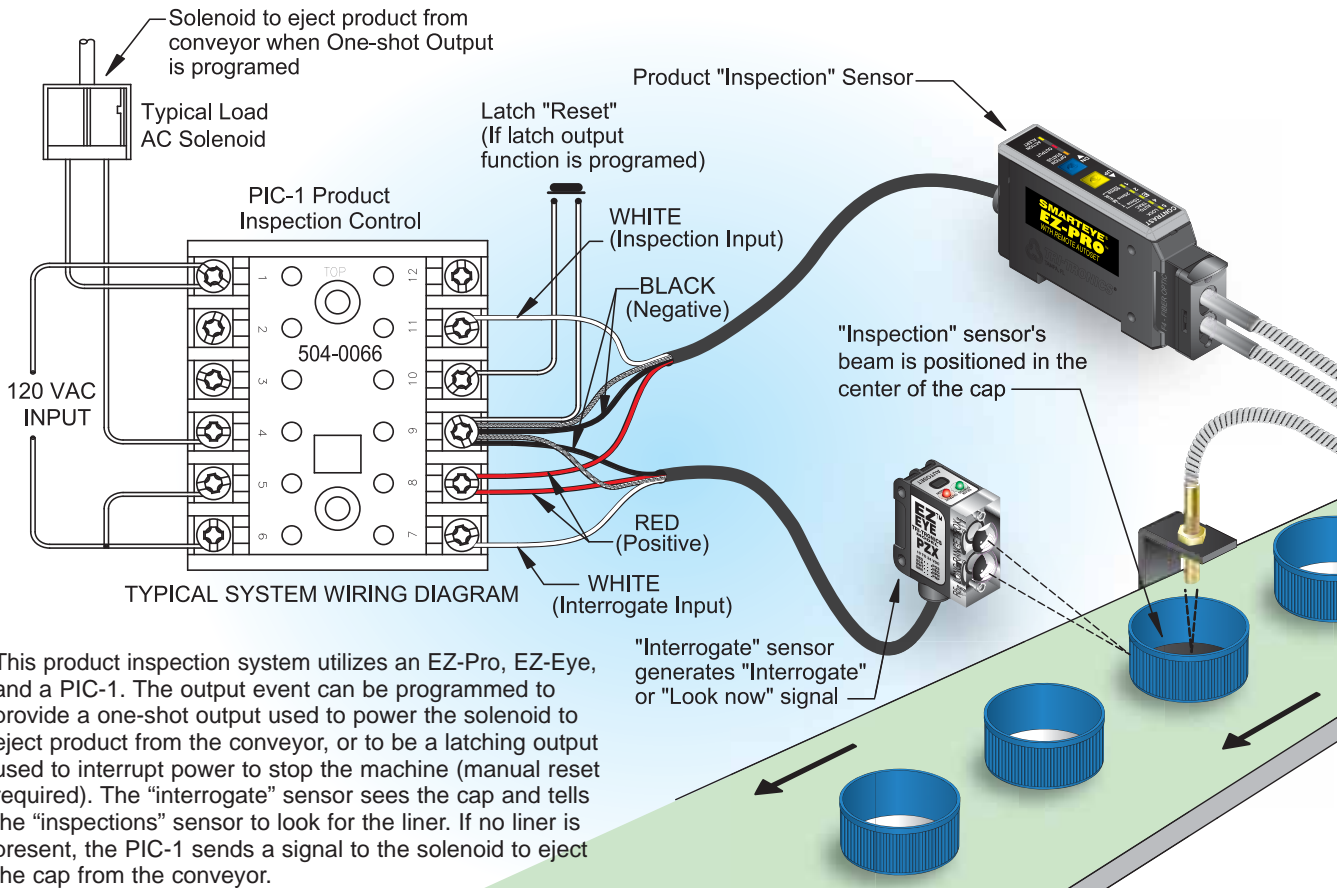 Solenoid to eject product from
conveyor when One-shot Output
is programed
Typical Load
AC Solenoid
Product "Inspection" Sensor
Latch "Reset"
(If latch output
function is programed)
PIC-1 Product
Inspection Control
WHITE
(Inspection Input)
BLACK
(Negative)
TOP
1
2
3
4
5
6
12
11
10
9
8
7
504-0066
120 VAC
INPUT
RED
(Positive)
WHITE
(Interrogate Input)
TYPICAL SYSTEM WIRING DIAGRAM
CONTRAST
SMARTEYE®
EZ-PRO™
WITH REMOTE AUTOSET
"Inspection" sensor's
beam is positioned in the
center of the cap
AUTOSET
EZ™
EYE
TRI-TRONICS
PZX
"Interrogate" sensor
generates "Interrogate"
or "Look now" signal
This product inspection system utilizes an EZ-Pro, EZ-Eye,
and a PIC-1. The output event can be programmed to
provide a one-shot output used to power the solenoid to
eject product from the conveyor, or to be a latching output
used to interrupt power to stop the machine (manual reset
required). The “interrogate” sensor sees the cap and tells
the “inspections” sensor to look for the liner. If no liner is
present, the PIC-1 sends a signal to the solenoid to eject
the cap from the conveyor.